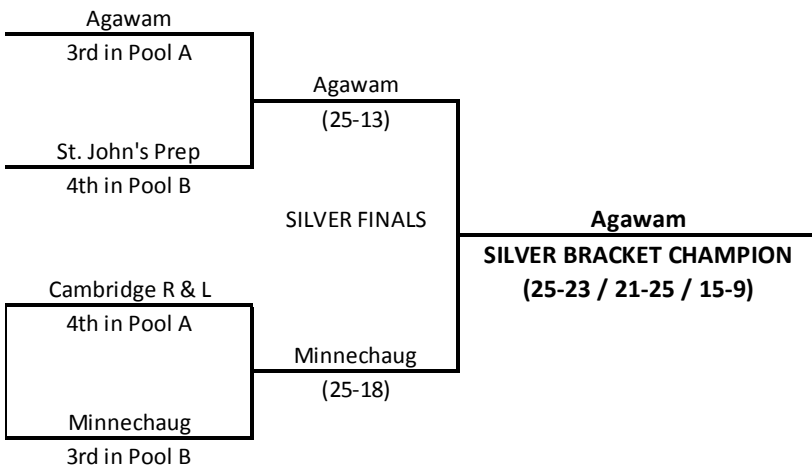 Agawam
3rd in Pool A
Agawam
(25-13)
St. John's Prep
4th in Pool B
SILVER FINALS
Agawam
SILVER BRACKET CHAMPION
(25-23 / 21-25 / 15-9)
Cambridge R & L
4th in Pool A
Minnechaug
(25-18)
Minnechaug
3rd in Pool B